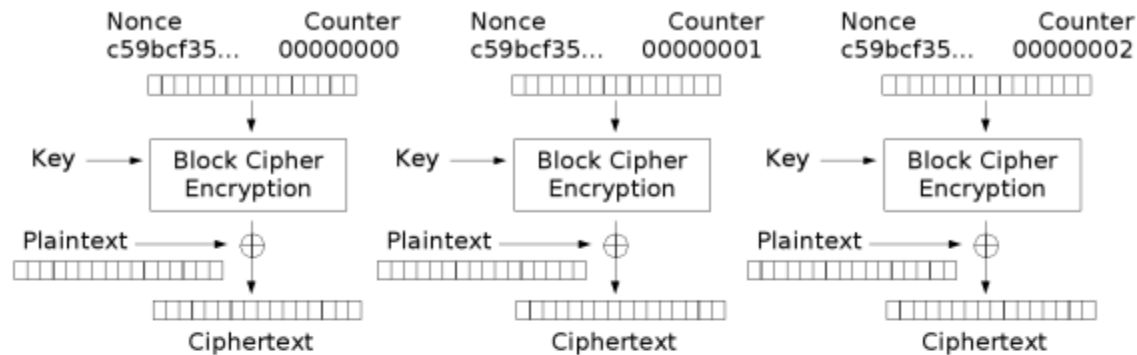 Nonce Counter Nonce Counter Nonce Counter
c59bcf35... 00000000 c59bcf35... 00000001 c59bcf35... 00000002
Key Block Cipher Encryption Key Block Cipher Encryption Key Block Cipher Encryption
Plaintext Plaintext Plaintext
Ciphertext Ciphertext Ciphertext